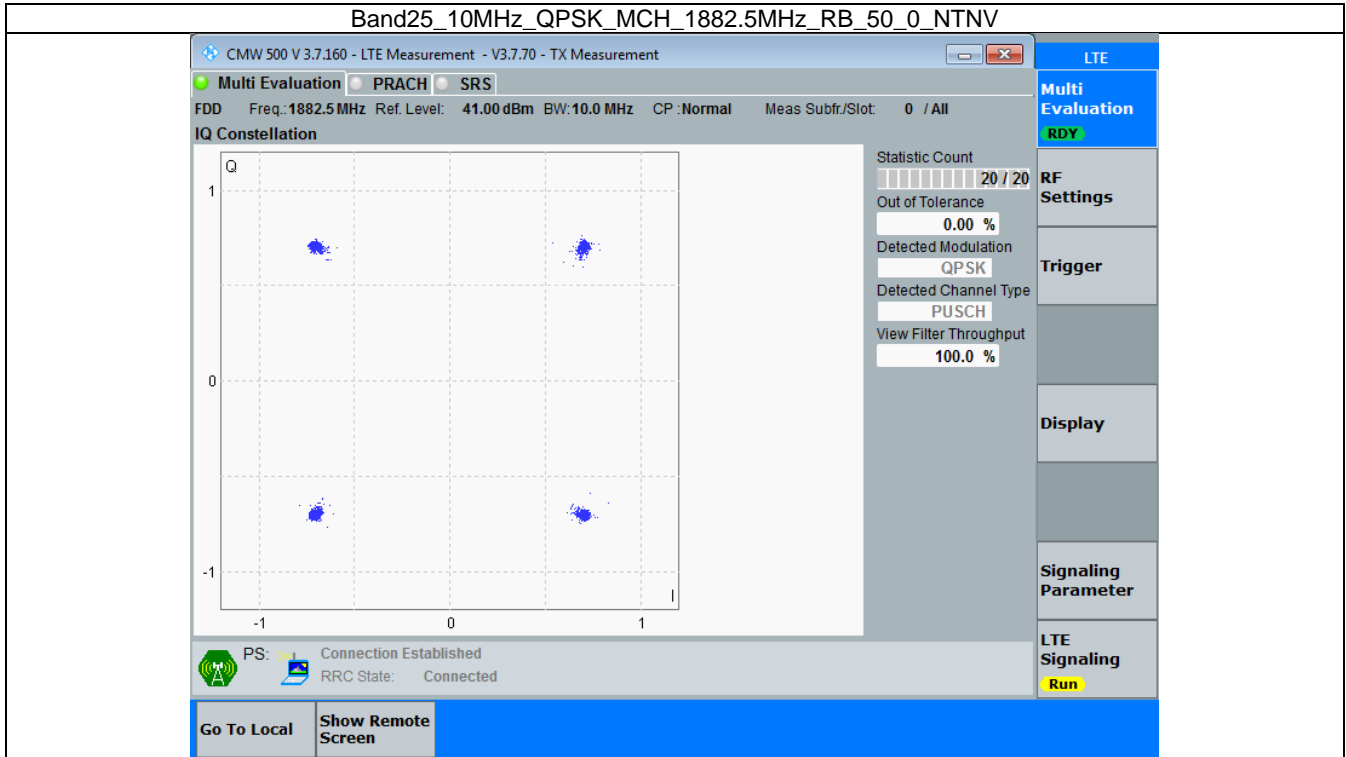 Band25_10MHz_QPSK_MCH_1882.5MHz_RB_50_0_NTNV
CMW 500 V 3.7.160 - LTE Measurement - V3.7.70 - TX Measurement
LTE
Multi Evaluation PRACH SRS
FDD Freq.:1882.5 MHz Ref. Level: 41.00 dBm BW:10.0 MHz CP :Normal Meas Subfr./Slot: 0 / All
IQ Constellation
Q
1
0
-1
I
-1 0 1
Statistic Count
20 / 20
Out of Tolerance
0.00 %
Detected Modulation
QPSK
Detected Channel Type
PUSCH
View Filter Throughput
100.0 %
Multi
Evaluation
RDY
RF
Settings
Trigger
Display
Signaling
Parameter
LTE
Signaling
Run
PS: Connection Established
RRC State: Connected
Go To Local
Show Remote
Screen